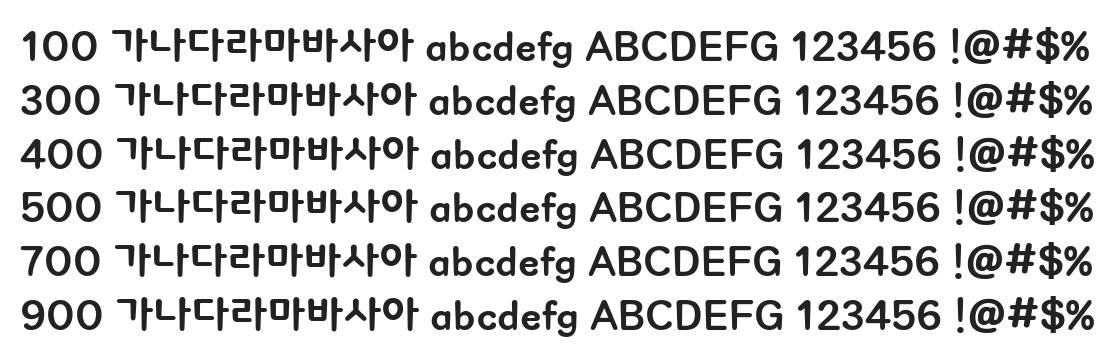 100 가나다라마바사아 abcdefg ABCDEFG 123456 !@#$%
300 가나다라마바사아 abcdefg ABCDEFG 123456 !@#$%
400 가나다라마바사아 abcdefg ABCDEFG 123456 !@#$%
500 가나다라마바사아 abcdefg ABCDEFG 123456 !@#$%
700 가나다라마바사아 abcdefg ABCDEFG 123456 !@#$%
900 가나다라마바사아 abcdefg ABCDEFG 123456 !@#$%